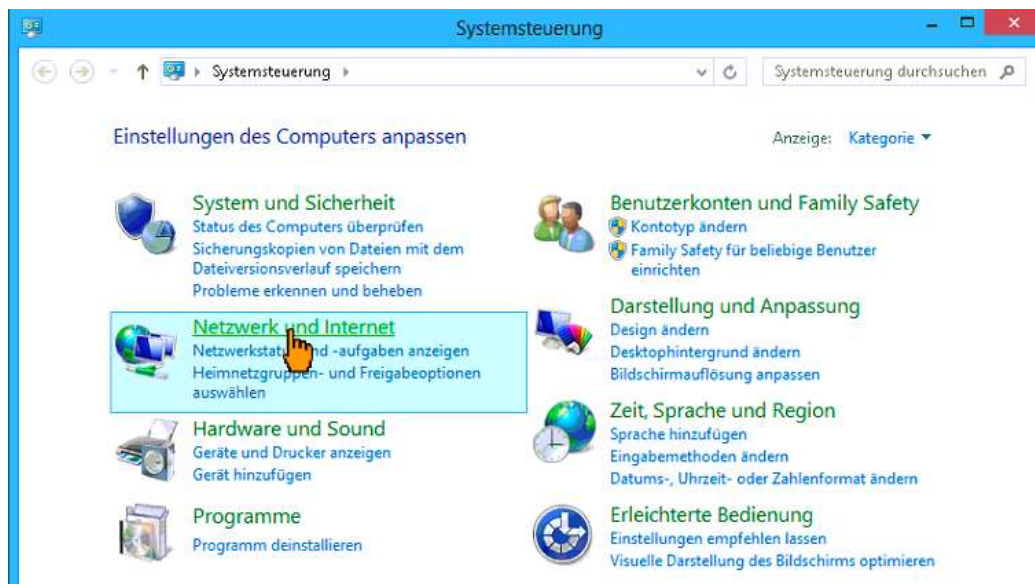 Systemsteuerung
Systemsteuerung
Systemsteuerung durchsuchen
Einstellungen des Computers anpassen
Anzeige: Kategorie
System und Sicherheit
Status des Computers überprüfen
Sicherungskopien von Dateien mit dem
Dateiversionsverlauf speichern
Probleme erkennen und beheben
Netzwerk und Internet
Netzwerkstatus und -aufgaben anzeigen
Heimnetzgruppen- und Freigabeoptionen
auswählen
Hardware und Sound
Geräte und Drucker anzeigen
Gerät hinzufügen
Programme
Programm deinstallieren
Benutzerkonten und Family Safety
Kontotyp ändern
Family Safety für beliebige Benutzer
einrichten
Darstellung und Anpassung
Design ändern
Desktophintergrund ändern
Bildschirmauflösung anpassen
Zeit, Sprache und Region
Sprache hinzufügen
Eingabemethoden ändern
Datums-, Uhrzeit- oder Zahlenformat ändern
Erleichterte Bedienung
Einstellungen empfehlen lassen
Visuelle Darstellung des Bildschirms optimieren